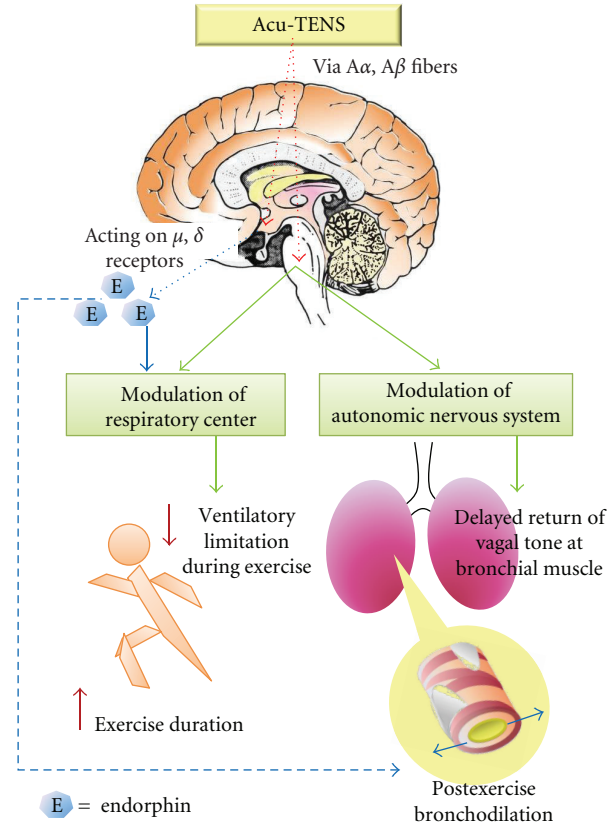 Acu-TENS
Via Aα, Aβ fibers
Acting on μ, δ
receptors
E
E
E
Modulation of
respiratory center
Modulation of
autonomic nervous system
Ventilatory
limitation
during exercise
Delayed return of
vagal tone at
bronchial muscle
Exercise duration
Postexercise
bronchodilation
E = endorphin